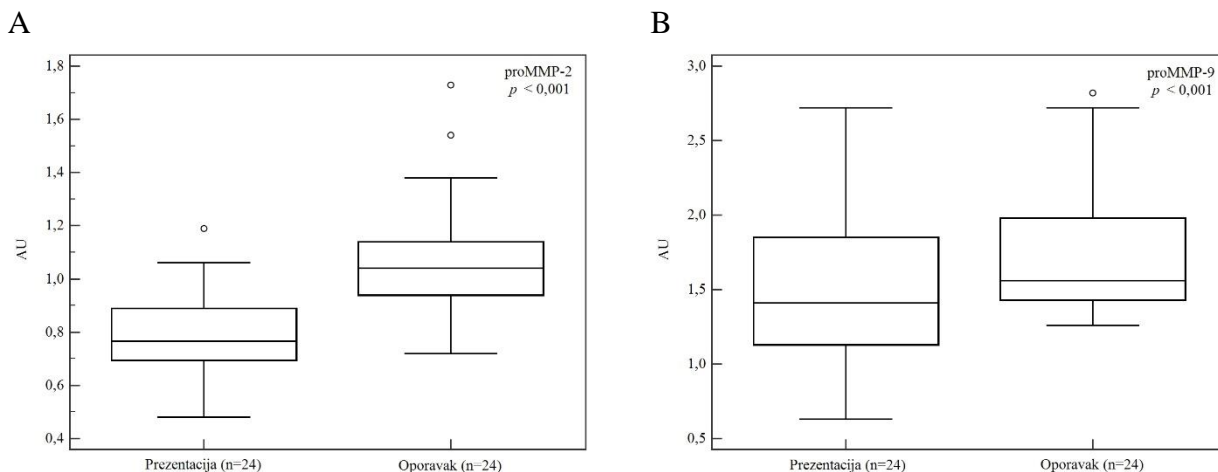 A
1,8
1,6
1,4
1,2
1,0
0,8
0,6
0,4
AU
proMMP-2
p < 0,001
Prezentacija (n=24)
Oporavak (n=24)
B
3,0
2,5
2,0
1,5
1,0
0,5
AU
proMMP-9
p < 0,001
Prezentacija (n=24)
Oporavak (n=24)